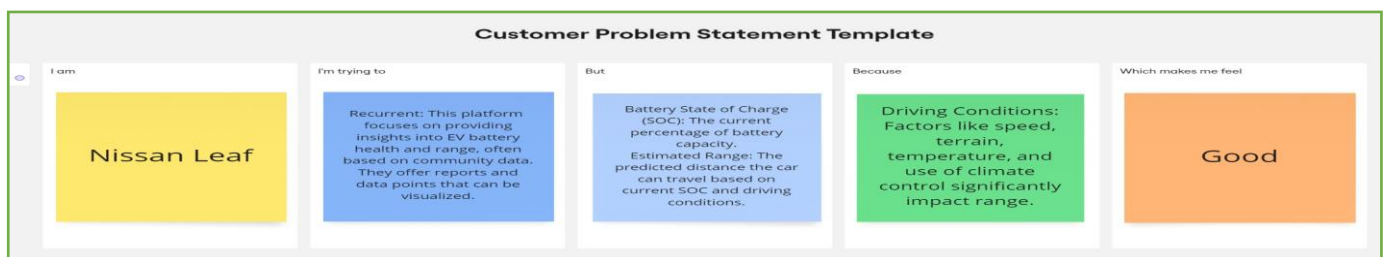 Customer Problem Statement Template
I am
Nissan Leaf
I'm trying to
Recurrent: This platform
focuses on providing
insights into EV battery
health and range, often
based on community data.
They offer reports and
data points that can be
visualized.
But
Battery State of Charge
(SOC): The current
percentage of battery
capacity.
Estimated Range: The
predicted distance the car
can travel based on
current SOC and driving
conditions.
Because
Driving Conditions:
Factors like speed,
terrain,
temperature, and
use of climate
control significantly
impact range.
Which makes me feel
Good